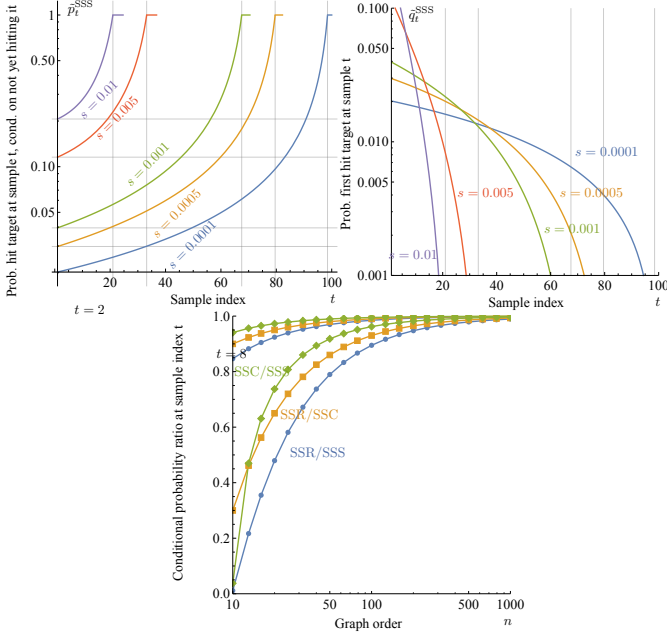 Prob. hit target at sample t, cond. on not yet hitting it
p̃_t^SSS
1
0.50
0.10
0.05
s = 0.01
s = 0.005
s = 0.001
s = 0.0005
s = 0.0001
20 40 60 80 100
Sample index
t
Prob. first hit target at sample t
q̃_t^SSS
0.100
0.010
0.005
0.001
s = 0.0001
s = 0.005
s = 0.0005
s = 0.001
s = 0.01
20 40 60 80 100
Sample index
t
t = 2
Conditional probability ratio at sample index t
1.0
0.8
0.6
0.4
0.2
0.0
t = 8
SSC/SSS
SSR/SSC
SSR/SSS
10 50 100 500 1000
Graph order
n